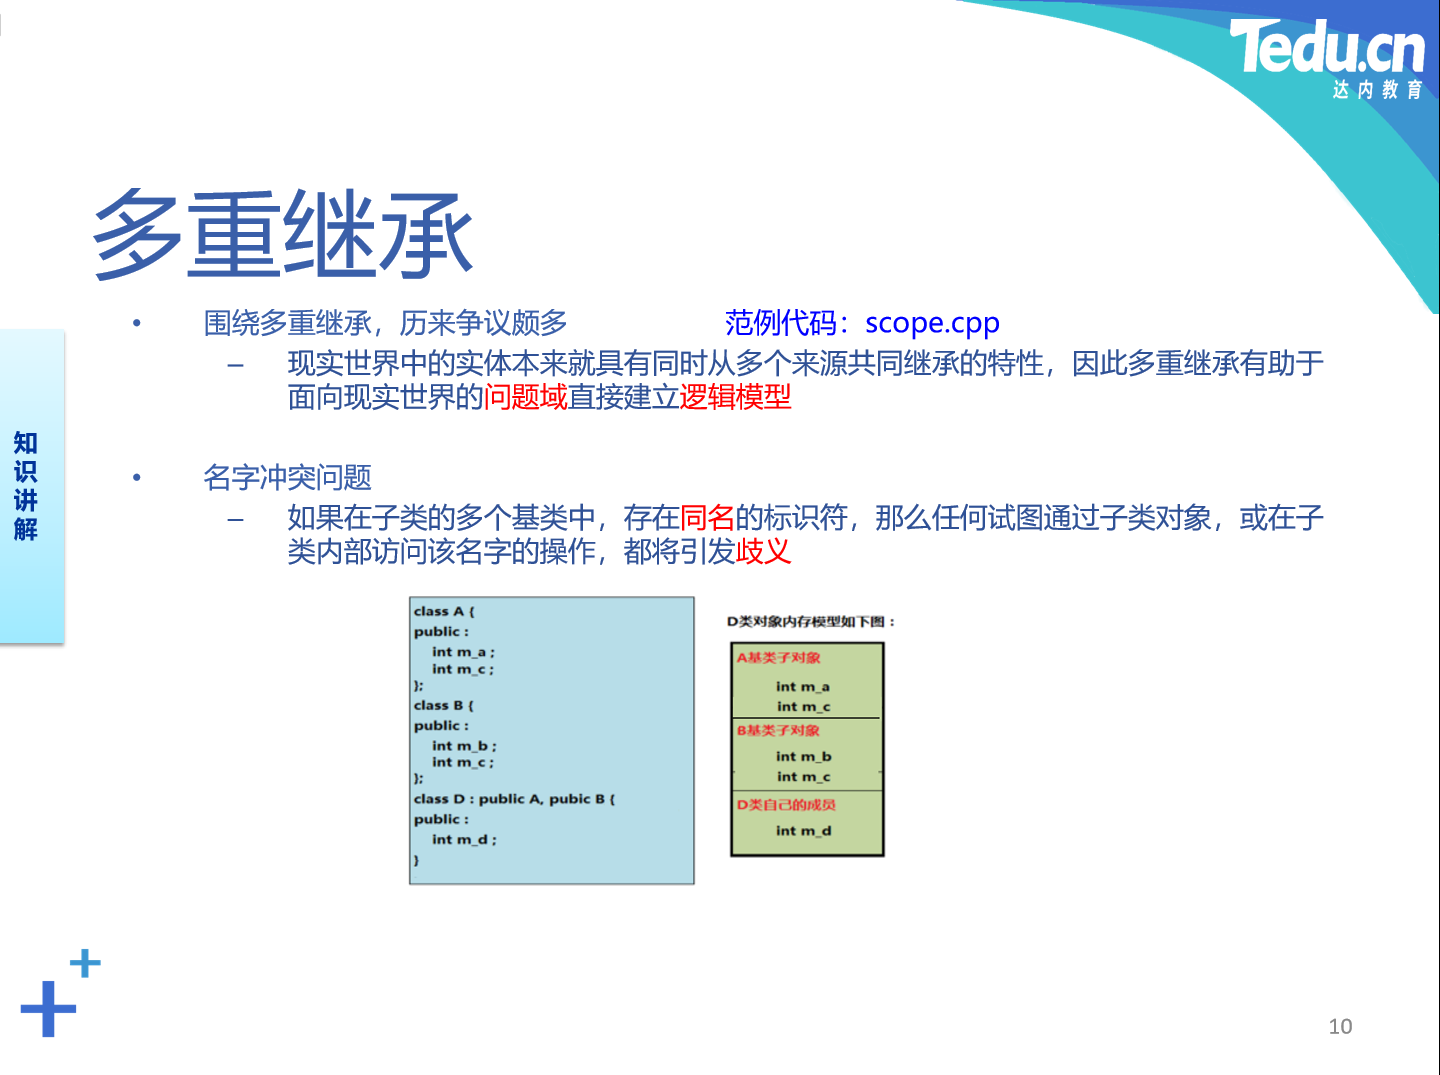 Tedu.cn
达内教育
多重继承
• 围绕多重继承，历来争议颇多 范例代码：scope.cpp
– 现实世界中的实体本来就具有同时从多个来源共同继承的特性，因此多重继承有助于
面向现实世界的问题域直接建立逻辑模型
• 名字冲突问题
– 如果在子类的多个基类中，存在同名的标识符，那么任何试图通过子类对象，或在子
类内部访问该名字的操作，都将引发歧义
知
识
讲
解
class A {
public :
int m_a ;
int m_c ;
};
class B {
public :
int m_b ;
int m_c ;
};
class D : public A, pubic B {
public :
int m_d ;
}
D类对象内存模型如下图：
A基类子对象
int m_a
int m_c
B基类子对象
int m_b
int m_c
D类自己的成员
int m_d
10